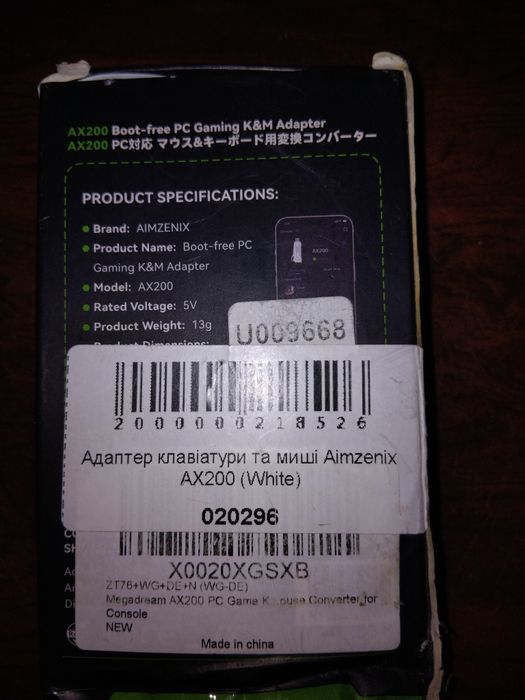 AX200 Boot-free PC Gaming K&M Adapter
AX200 PC対応 マウス&キーボード用変換コンバーター
PRODUCT SPECIFICATIONS:
Brand: AIMZENIX
Product Name: Boot-free PC
Gaming K&M Adapter
Model: AX200
Rated Voltage: 5V
Product Weight: 13g
Product Dimensions:
AX200
U009668
2000000218526
Адаптер клавіатури та миші Aimzenix
AX200 (White)
020296
X0020XGSXB
ZT76+WG+DE+N (WG-DE)
Megadream AX200 PC Game K Converter for
Console
NEW
Made in china